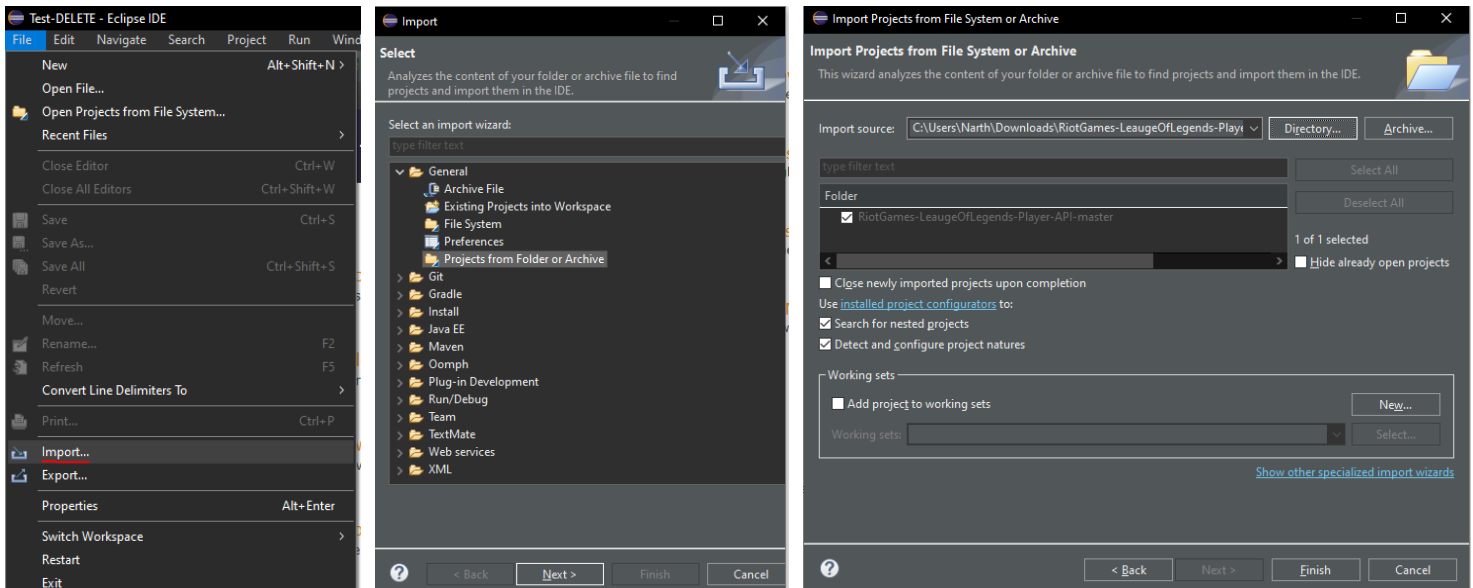 Test-DELETE - Eclipse IDE
File Edit Navigate Search Project Run Wind
New Alt+Shift+N >
Open File...
Open Projects from File System...
Recent Files >
Close Editor Ctrl+W
Close All Editors Ctrl+Shift+W
Save Ctrl+S
Save As...
Save All Ctrl+Shift+S
Revert
Move...
Rename... F2
Refresh F5
Convert Line Delimiters To >
Print... Ctrl+P
Import...
Export...
Properties Alt+Enter
Switch Workspace >
Restart
Exit
Import
Select
Analyzes the content of your folder or archive file to find
projects and import them in the IDE.
Select an import wizard:
type filter text
General
Archive File
Existing Projects into Workspace
File System
Preferences
Projects from Folder or Archive
Git
Gradle
Install
Java EE
Maven
Oomph
Plug-in Development
Run/Debug
Team
TextMate
Web services
XML
< Back Next > Finish Cancel
Import Projects from File System or Archive
Import Projects from File System or Archive
This wizard analyzes the content of your folder or archive file to find projects and import them in the IDE.
Import source: C:\Users\Narth\Downloads\RiotGames-LeaugeOfLegends-Playe Directory... Archive...
type filter text Select All
Folder Deselect All
RiotGames-LeaugeOfLegends-Player-API-master
1 of 1 selected
Hide already open projects
Close newly imported projects upon completion
Use installed project configurators to:
Search for nested projects
Detect and configure project natures
Working sets
Add project to working sets New...
Working sets: Select...
Show other specialized import wizards
< Back Next > Finish Cancel